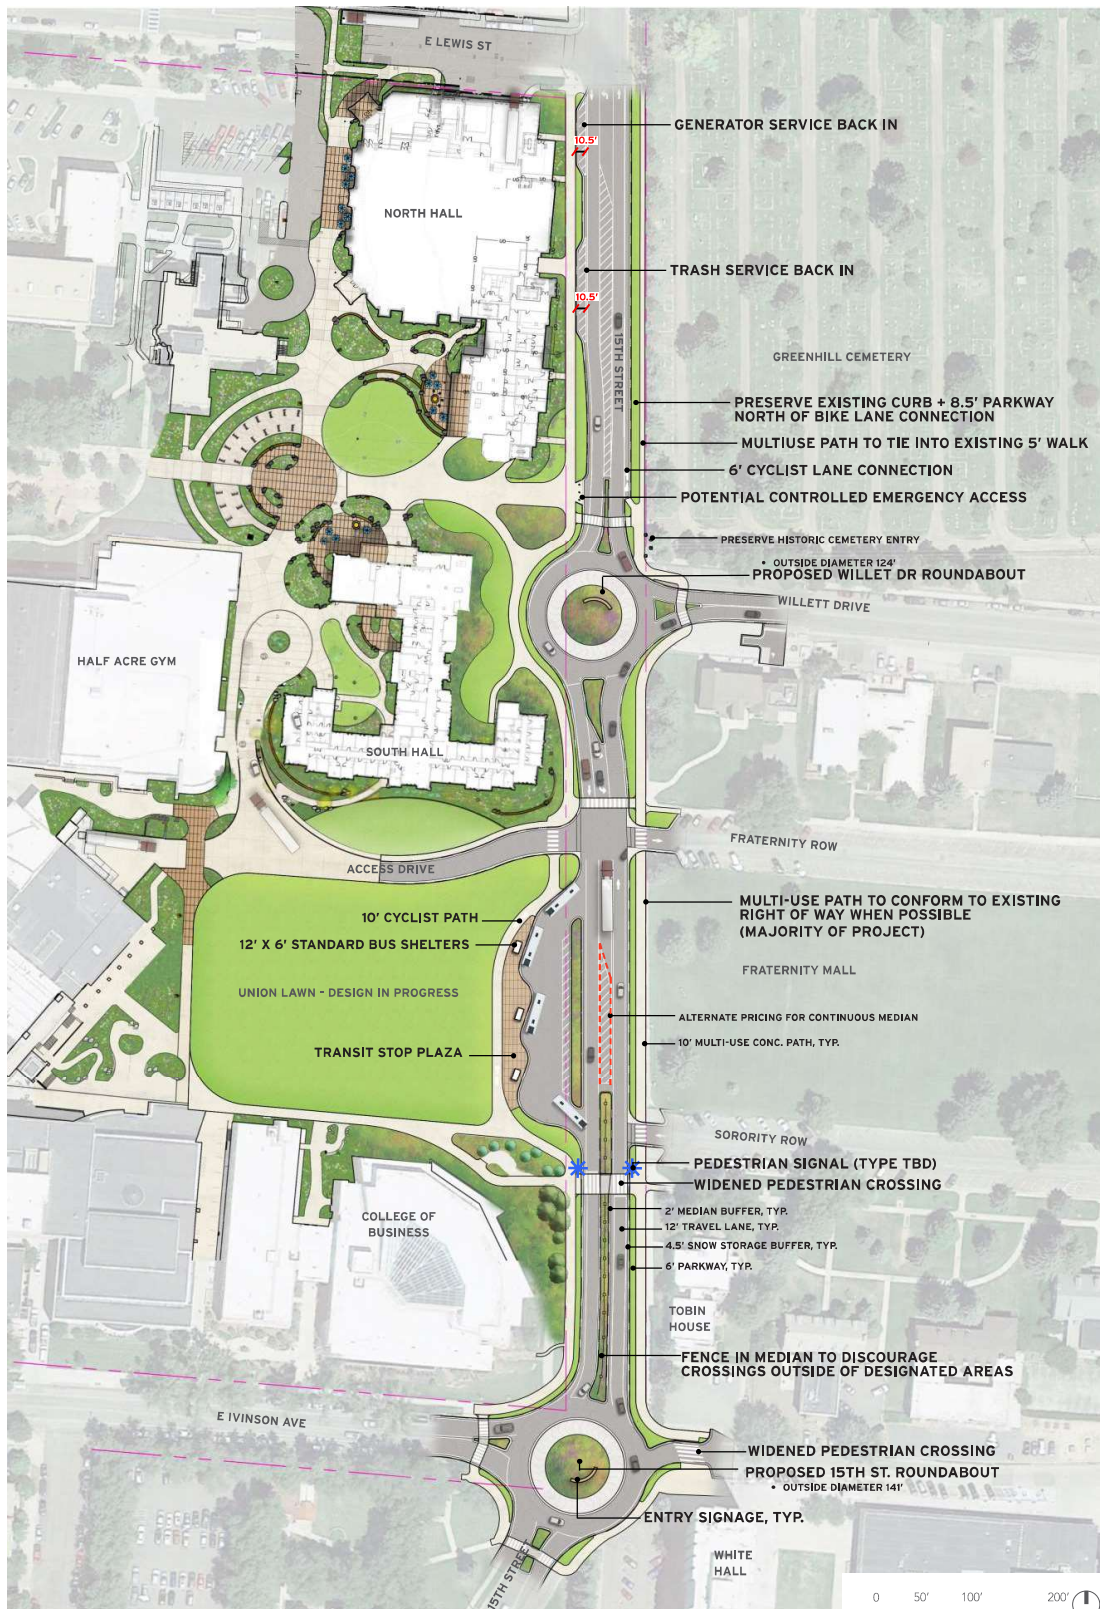 E LEWIS ST
GENERATOR SERVICE BACK IN
10.5'
NORTH HALL
TRASH SERVICE BACK IN
10.5'
15TH STREET
GREENHILL CEMETERY
PRESERVE EXISTING CURB + 8.5' PARKWAY
NORTH OF BIKE LANE CONNECTION
MULTIUSE PATH TO TIE INTO EXISTING 5' WALK
6' CYCLIST LANE CONNECTION
POTENTIAL CONTROLLED EMERGENCY ACCESS
PRESERVE HISTORIC CEMETERY ENTRY
• OUTSIDE DIAMETER 124'
PROPOSED WILLET DR ROUNDABOUT
WILLETT DRIVE
HALF ACRE GYM
SOUTH HALL
FRATERNITY ROW
ACCESS DRIVE
MULTI-USE PATH TO CONFORM TO EXISTING
RIGHT OF WAY WHEN POSSIBLE
(MAJORITY OF PROJECT)
10' CYCLIST PATH
12' X 6' STANDARD BUS SHELTERS
FRATERNITY MALL
UNION LAWN - DESIGN IN PROGRESS
ALTERNATE PRICING FOR CONTINUOUS MEDIAN
10' MULTI-USE CONC. PATH, TYP.
TRANSIT STOP PLAZA
SORORITY ROW
PEDESTRIAN SIGNAL (TYPE TBD)
WIDENED PEDESTRIAN CROSSING
2' MEDIAN BUFFER, TYP.
12' TRAVEL LANE, TYP.
4.5' SNOW STORAGE BUFFER, TYP.
6' PARKWAY, TYP.
COLLEGE OF
BUSINESS
TOBIN
HOUSE
FENCE IN MEDIAN TO DISCOURAGE
CROSSINGS OUTSIDE OF DESIGNATED AREAS
E IVINSON AVE
WIDENED PEDESTRIAN CROSSING
PROPOSED 15TH ST. ROUNDABOUT
• OUTSIDE DIAMETER 141'
ENTRY SIGNAGE, TYP.
15TH STREET
WHITE
HALL
0 50' 100' 200'